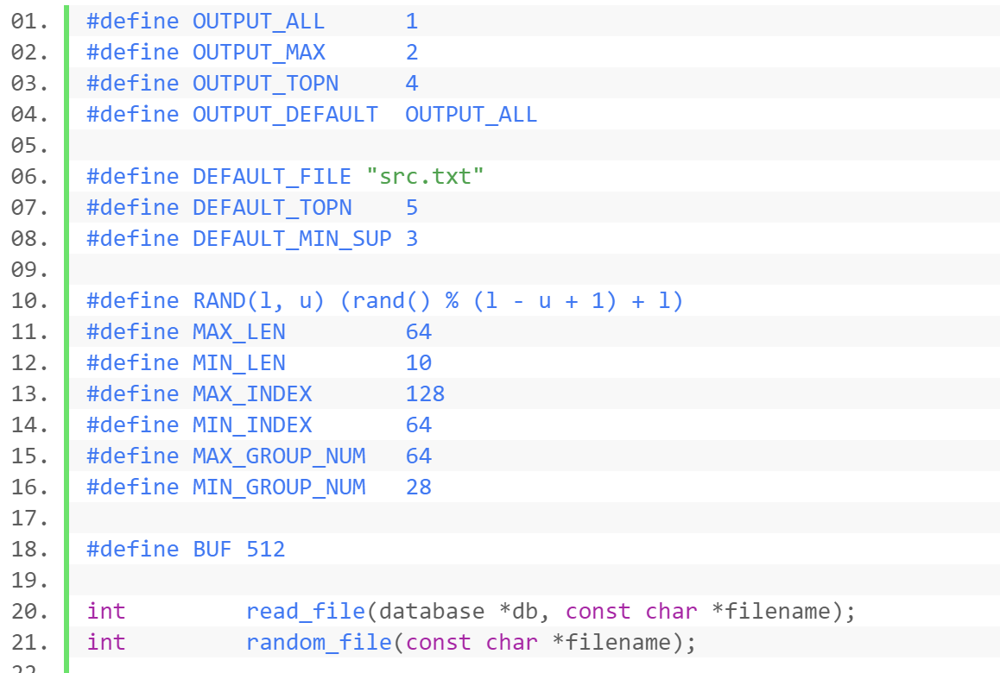 01. #define OUTPUT_ALL      1
02. #define OUTPUT_MAX      2
03. #define OUTPUT_TOPN     4
04. #define OUTPUT_DEFAULT  OUTPUT_ALL
05.
06. #define DEFAULT_FILE "src.txt"
07. #define DEFAULT_TOPN    5
08. #define DEFAULT_MIN_SUP 3
09.
10. #define RAND(l, u) (rand() % (l - u + 1) + l)
11. #define MAX_LEN         64
12. #define MIN_LEN         10
13. #define MAX_INDEX       128
14. #define MIN_INDEX       64
15. #define MAX_GROUP_NUM   64
16. #define MIN_GROUP_NUM   28
17.
18. #define BUF 512
19.
20. int         read_file(database *db, const char *filename);
21. int         random_file(const char *filename);